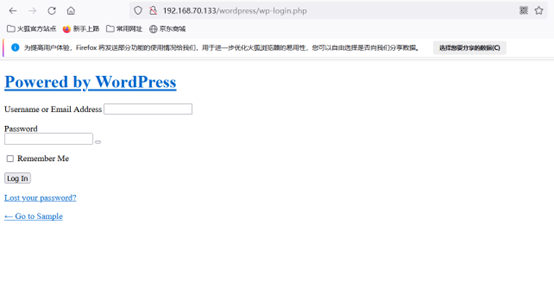 192.168.70.133/wordpress/wp-login.php
火狐官方站点 新手上路 常用网址 京东商城
为提高用户体验，Firefox 将发送部分功能的使用情况给我们，用于进一步优化火狐浏览器的易用性，您可以自由选择是否向我们分享数据。 选择您要分享的数据(C)
Powered by WordPress
Username or Email Address
Password
Remember Me
Log In
Lost your password?
← Go to Sample